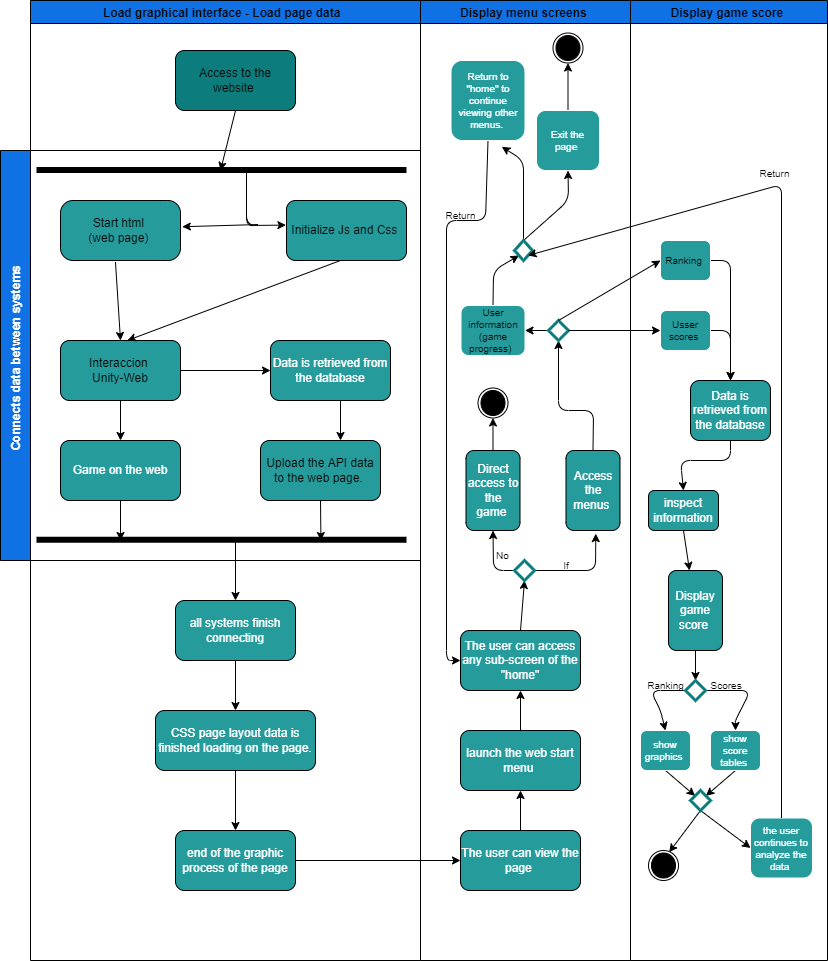 Load graphical interface - Load page data
Display menu screens
Display game score
Connects data between systems
Access to the
website
Start html
(web page)
Initialize Js and Css
Interaccion
Unity-Web
Data is retrieved from
the database
Game on the web
Upload the API data
to the web page.
all systems finish
connecting
CSS page layout data is
finished loading on the page.
end of the graphic
process of the page
Return to
"home" to
continue
viewing other
menus.
Exit the
page
Return
User
information
(game
progress)
Direct
access to
the
game
Access
the
menus
No
If
The user can access
any sub-screen of the
"home"
launch the web start
menu
The user can view the
page
Return
Ranking
Usser
scores
Data is
retrieved from
the database
inspect
information
Display
game
score
Ranking
Scores
show
graphics
show
score
tables
the user
continues to
analyze the
data